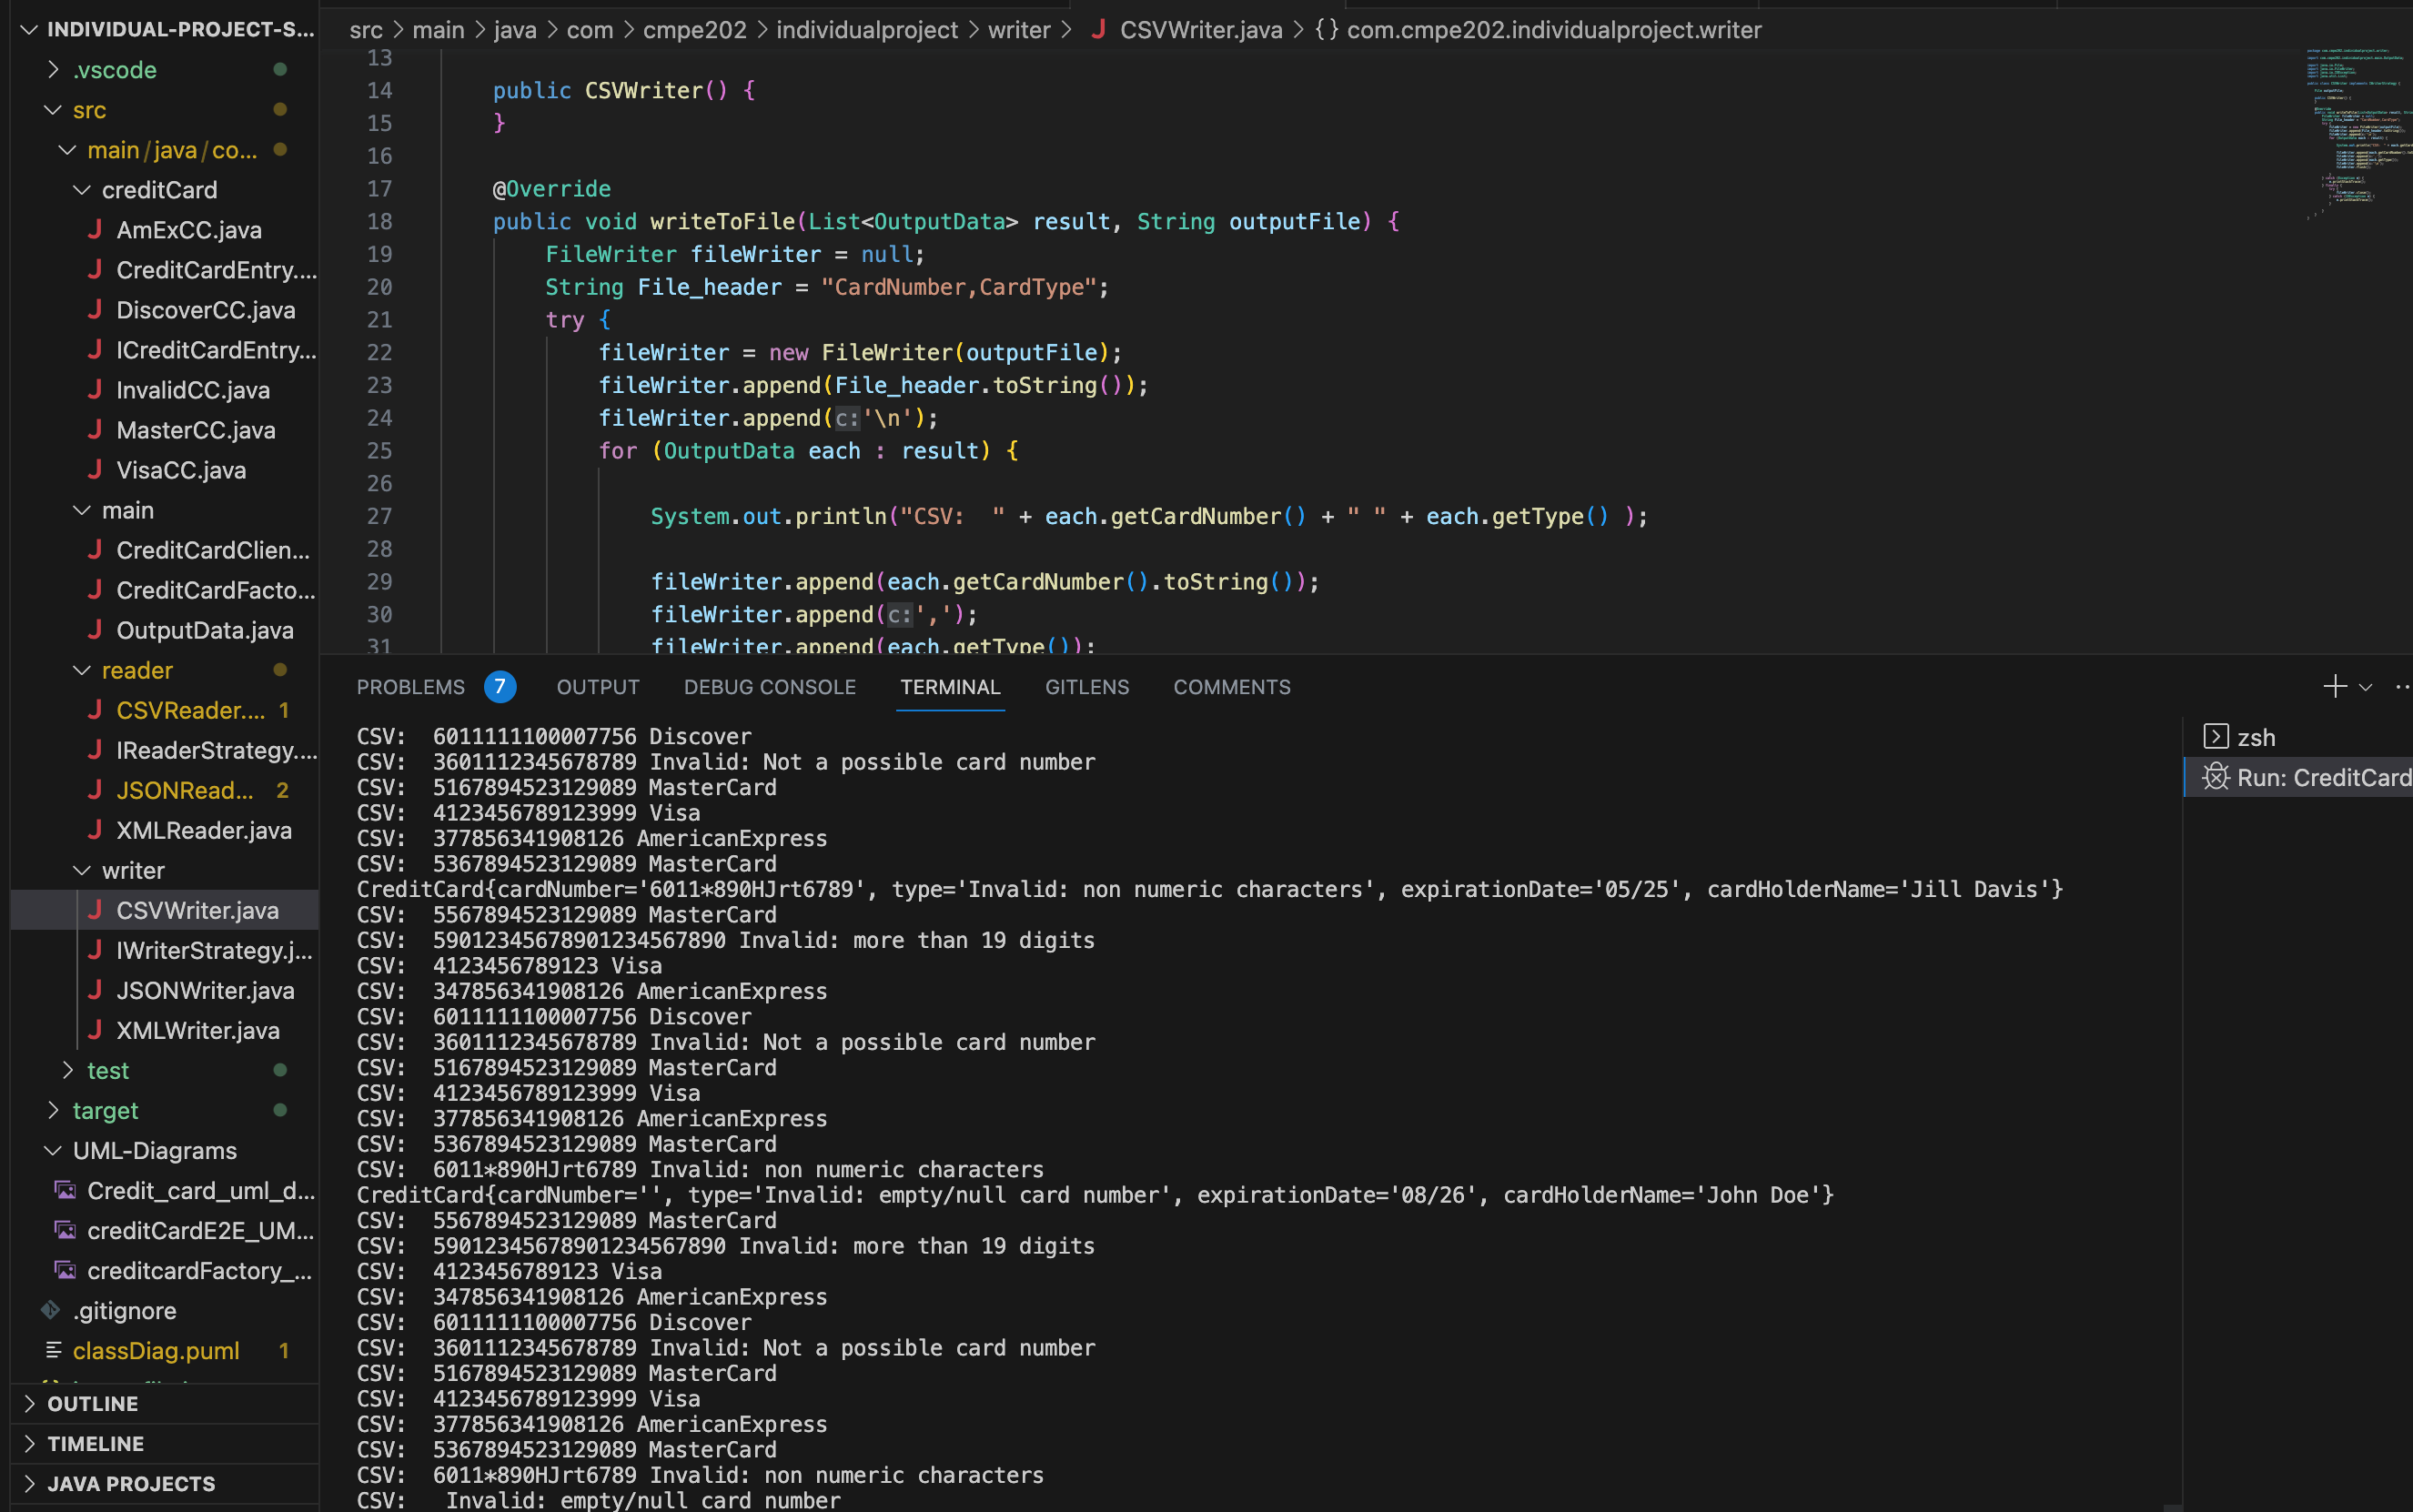 INDIVIDUAL-PROJECT-S...
.vscode
src
main/java/co...
creditCard
AmExCC.java
CreditCardEntry....
DiscoverCC.java
ICreditCardEntry...
InvalidCC.java
MasterCC.java
VisaCC.java
main
CreditCardClien...
CreditCardFacto...
OutputData.java
reader
CSVReader.... 1
IReaderStrategy....
JSONRead... 2
XMLReader.java
writer
CSVWriter.java
IWriterStrategy.j...
JSONWriter.java
XMLWriter.java
test
target
UML-Diagrams
Credit_card_uml_d...
creditCardE2E_UM...
creditcardFactory_...
.gitignore
classDiag.puml 1
OUTLINE
TIMELINE
JAVA PROJECTS
src > main > java > com > cmpe202 > individualproject > writer > J CSVWriter.java > {} com.cmpe202.individualproject.writer
13
14 public CSVWriter() {
15 }
16
17 @Override
18 public void writeToFile(List<OutputData> result, String outputFile) {
19 FileWriter fileWriter = null;
20 String File_header = "CardNumber,CardType";
21 try {
22 fileWriter = new FileWriter(outputFile);
23 fileWriter.append(File_header.toString());
24 fileWriter.append(c:'\n');
25 for (OutputData each : result) {
26
27 System.out.println("CSV:  " + each.getCardNumber() + " " + each.getType() );
28
29 fileWriter.append(each.getCardNumber().toString());
30 fileWriter.append(c:',');
31 fileWriter.append(each.getType());
PROBLEMS 7 OUTPUT DEBUG CONSOLE TERMINAL GITLENS COMMENTS
CSV:  6011111100007756 Discover
CSV:  3601112345678789 Invalid: Not a possible card number
CSV:  5167894523129089 MasterCard
CSV:  4123456789123999 Visa
CSV:  377856341908126 AmericanExpress
CSV:  5367894523129089 MasterCard
CreditCard{cardNumber='6011*890HJrt6789', type='Invalid: non numeric characters', expirationDate='05/25', cardHolderName='Jill Davis'}
CSV:  5567894523129089 MasterCard
CSV:  59012345678901234567890 Invalid: more than 19 digits
CSV:  4123456789123 Visa
CSV:  347856341908126 AmericanExpress
CSV:  6011111100007756 Discover
CSV:  3601112345678789 Invalid: Not a possible card number
CSV:  5167894523129089 MasterCard
CSV:  4123456789123999 Visa
CSV:  377856341908126 AmericanExpress
CSV:  5367894523129089 MasterCard
CSV:  6011*890HJrt6789 Invalid: non numeric characters
CreditCard{cardNumber='', type='Invalid: empty/null card number', expirationDate='08/26', cardHolderName='John Doe'}
CSV:  5567894523129089 MasterCard
CSV:  59012345678901234567890 Invalid: more than 19 digits
CSV:  4123456789123 Visa
CSV:  347856341908126 AmericanExpress
CSV:  6011111100007756 Discover
CSV:  3601112345678789 Invalid: Not a possible card number
CSV:  5167894523129089 MasterCard
CSV:  4123456789123999 Visa
CSV:  377856341908126 AmericanExpress
CSV:  5367894523129089 MasterCard
CSV:  6011*890HJrt6789 Invalid: non numeric characters
CSV:   Invalid: empty/null card number
zsh
Run: CreditCard